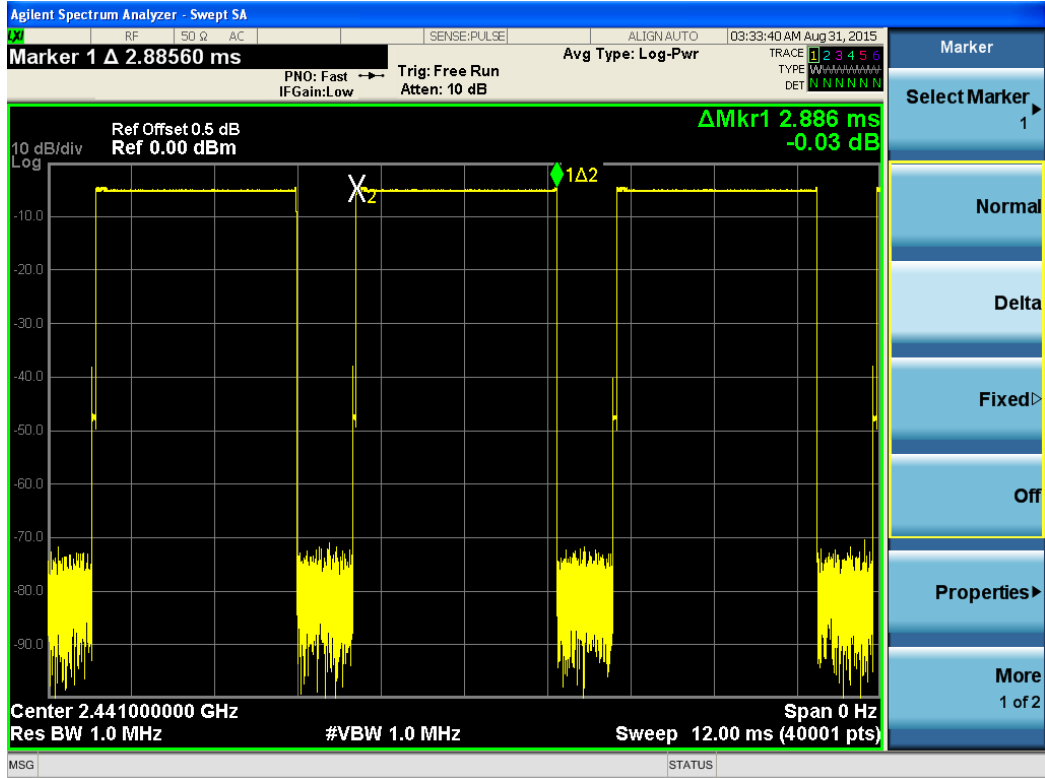 Agilent Spectrum Analyzer - Swept SA
LXI RF 50 Ω AC SENSE:PULSE ALIGN AUTO 03:33:40 AM Aug 31, 2015
Marker 1 Δ 2.88560 ms
PNO: Fast
IFGain:Low
Trig: Free Run
Atten: 10 dB
Avg Type: Log-Pwr
TRACE 1 2 3 4 5 6
TYPE WWWWWW
DET N N N N N N
ΔMkr1 2.886 ms
-0.03 dB
Ref Offset 0.5 dB
10 dB/div Ref 0.00 dBm
Log
1Δ2
X2
-10.0
-20.0
-30.0
-40.0
-50.0
-60.0
-70.0
-80.0
-90.0
Center 2.441000000 GHz Span 0 Hz
Res BW 1.0 MHz #VBW 1.0 MHz Sweep 12.00 ms (40001 pts)
MSG STATUS
Marker
Select Marker
1
Normal
Delta
Fixed
Off
Properties
More
1 of 2